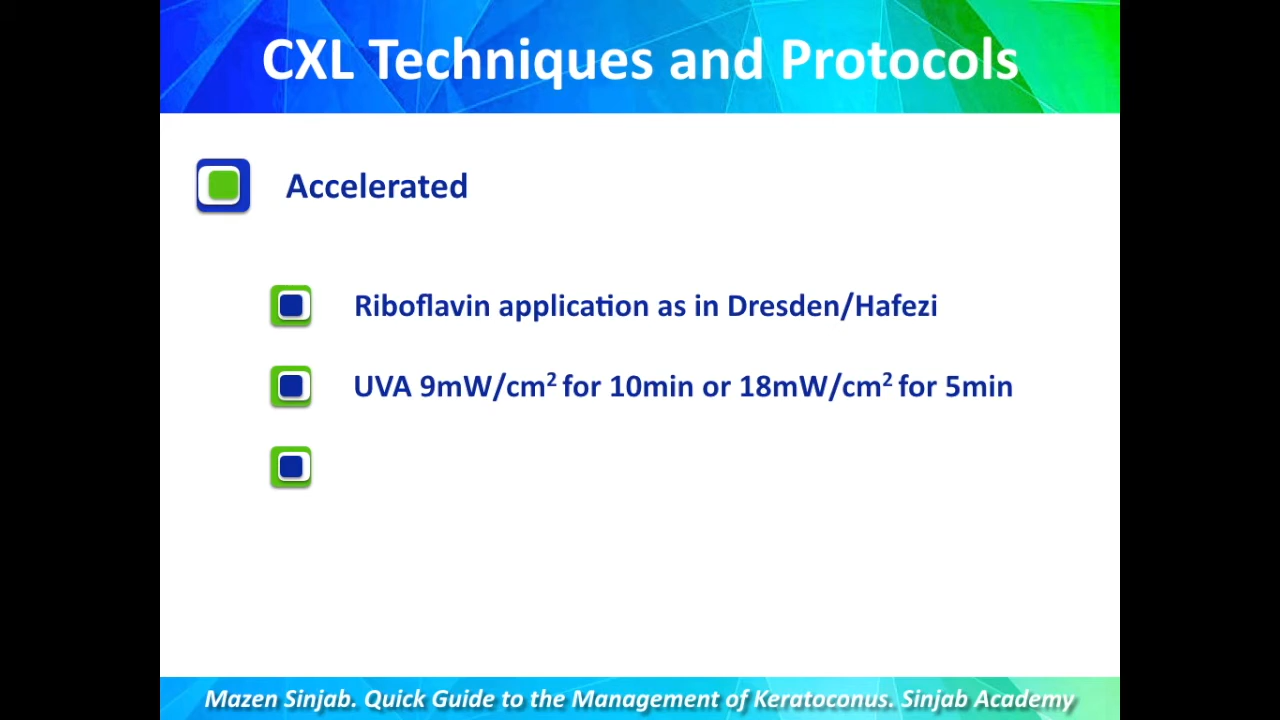 CXL Techniques and Protocols
Accelerated
Riboflavin application as in Dresden/Hafezi
UVA 9mW/cm² for 10min or 18mW/cm² for 5min
Mazen Sinjab. Quick Guide to the Management of Keratoconus. Sinjab Academy